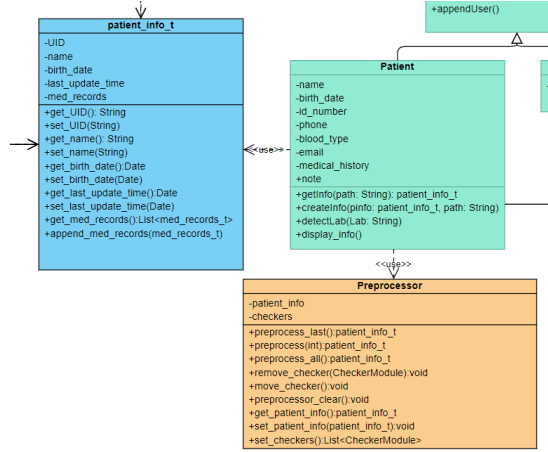 +appendUser()
patient_info_t
-UID
-name
-birth_date
-last_update_time
-med_records
+get_UID(): String
+set_UID(String)
+get_name(): String
+set_name(String)
+get_birth_date():Date
+set_birth_date(Date)
+get_last_update_time():Date
+set_last_update_time(Date)
+get_med_records():List<med_records_t>
+append_med_records(med_records_t)
<<use>>
Patient
-name
-birth_date
-id_number
-phone
-blood_type
-email
-medical_history
+note
+getInfo(path: String): patient_info_t
+createInfo(pinfo: patient_info_t, path: String)
+detectLab(Lab: String)
+display_info()
<<use>>
Preprocessor
-patient_info
-checkers
+preprocess_last():patient_info_t
+preprocess(int):patient_info_t
+preprocess_all():patient_info_t
+remove_checker(CheckerModule):void
+move_checker():void
+preprocessor_clear():void
+get_patient_info():patient_info_t
+set_patient_info(patient_info_t):void
+set_checkers():List<CheckerModule>